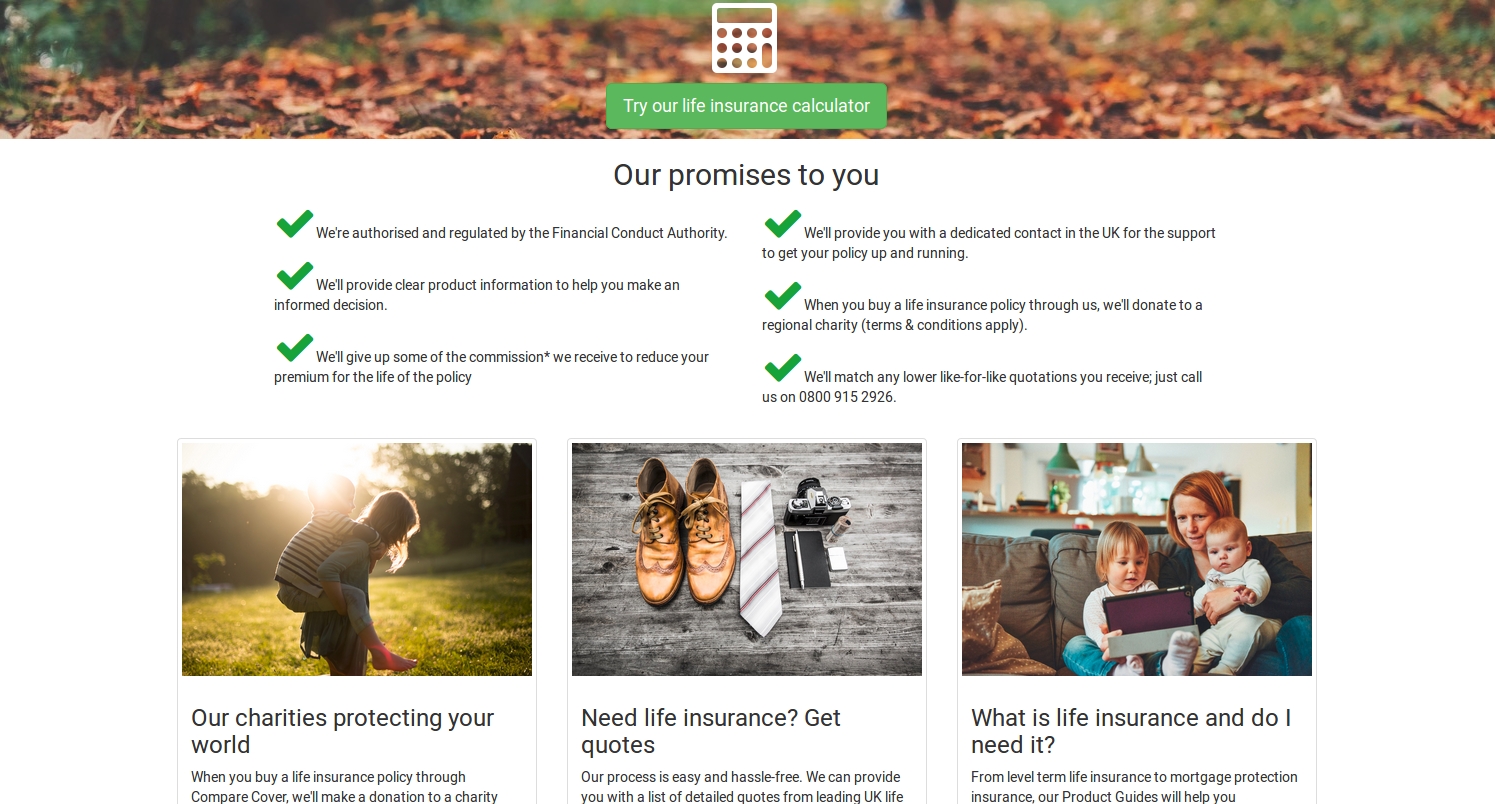 Try our life insurance calculator
Our promises to you
We're authorised and regulated by the Financial Conduct Authority.
We'll provide clear product information to help you make an
informed decision.
We'll give up some of the commission* we receive to reduce your
premium for the life of the policy
We'll provide you with a dedicated contact in the UK for the support
to get your policy up and running.
When you buy a life insurance policy through us, we'll donate to a
regional charity (terms & conditions apply).
We'll match any lower like-for-like quotations you receive; just call
us on 0800 915 2926.
Our charities protecting your
world
When you buy a life insurance policy through
Compare Cover, we'll make a donation to a charity
Need life insurance? Get
quotes
Our process is easy and hassle-free. We can provide
you with a list of detailed quotes from leading UK life
What is life insurance and do I
need it?
From level term life insurance to mortgage protection
insurance, our Product Guides will help you